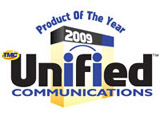 Product Of The Year
2009
TMC
Unified
COMMUNICATIONS